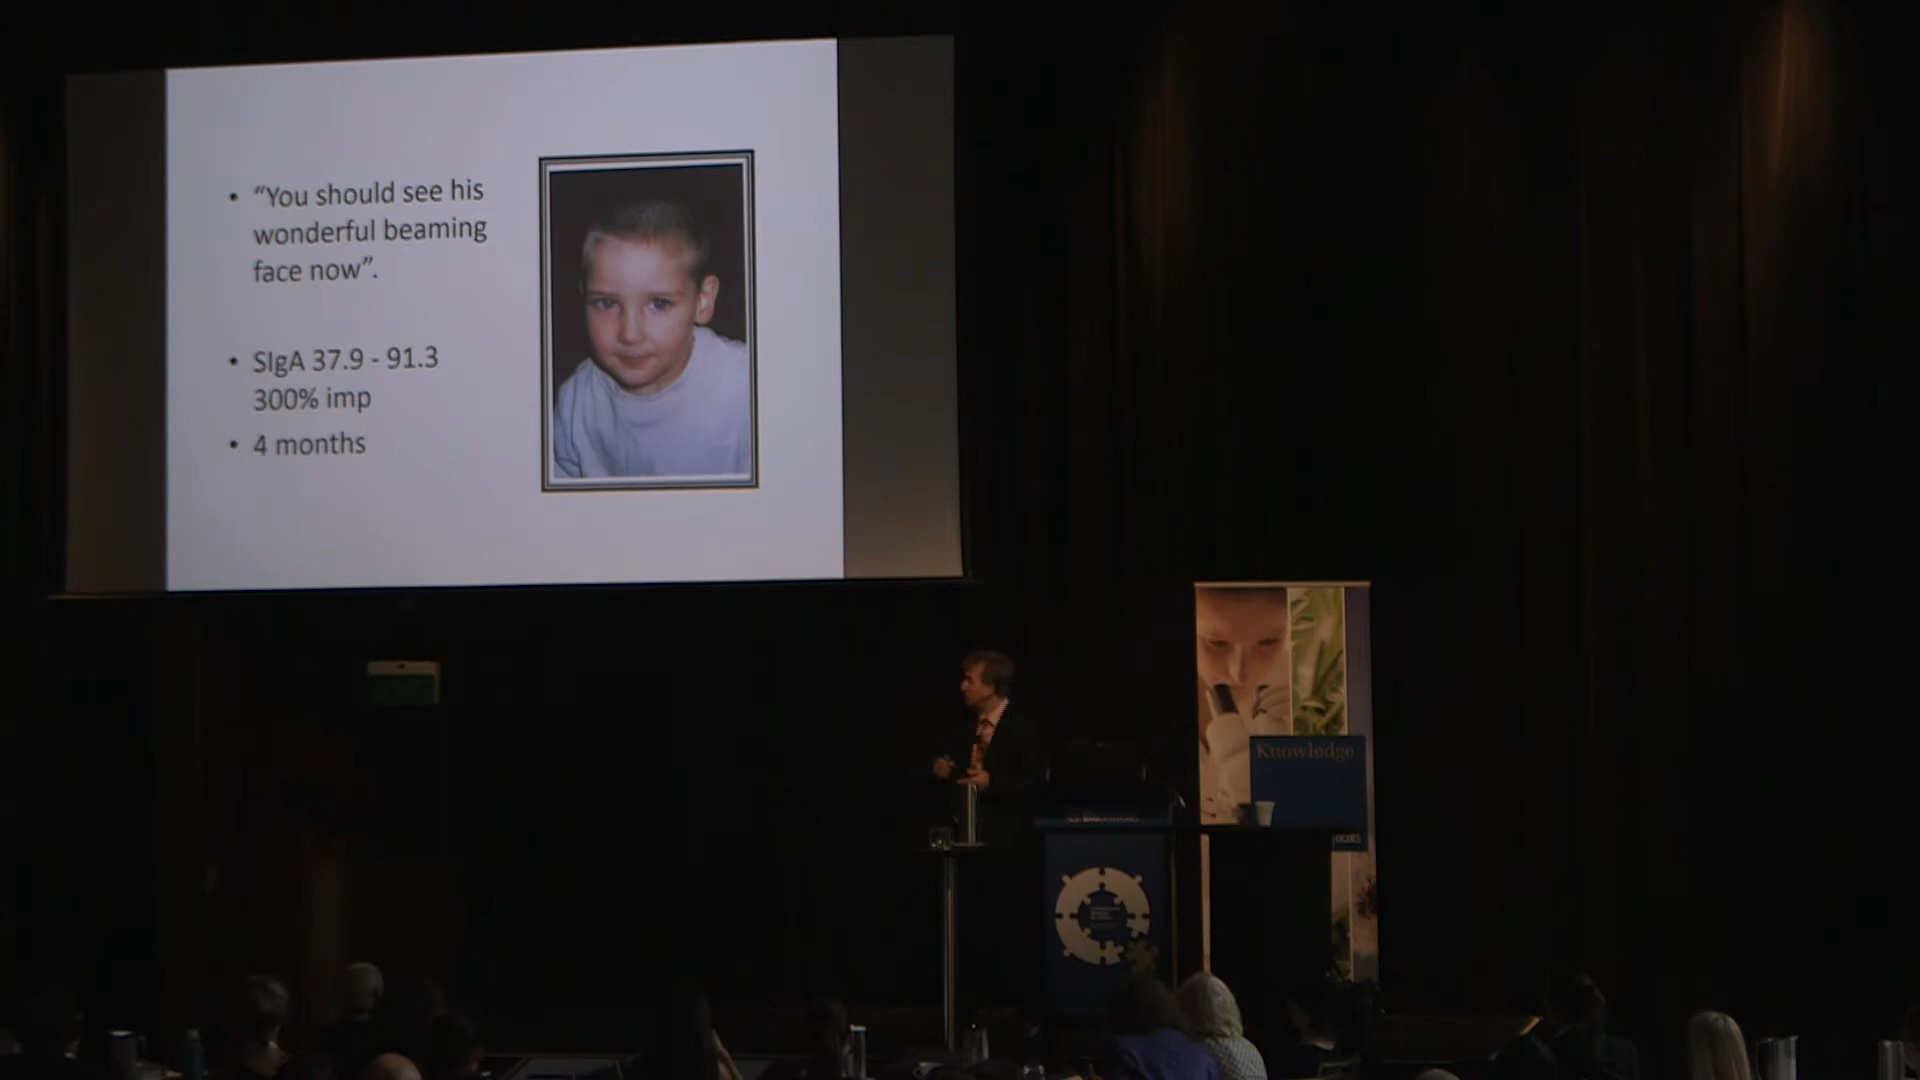 • “You should see his
wonderful beaming
face now”.
• SIgA 37.9 - 91.3
300% imp
• 4 months
Knowledge